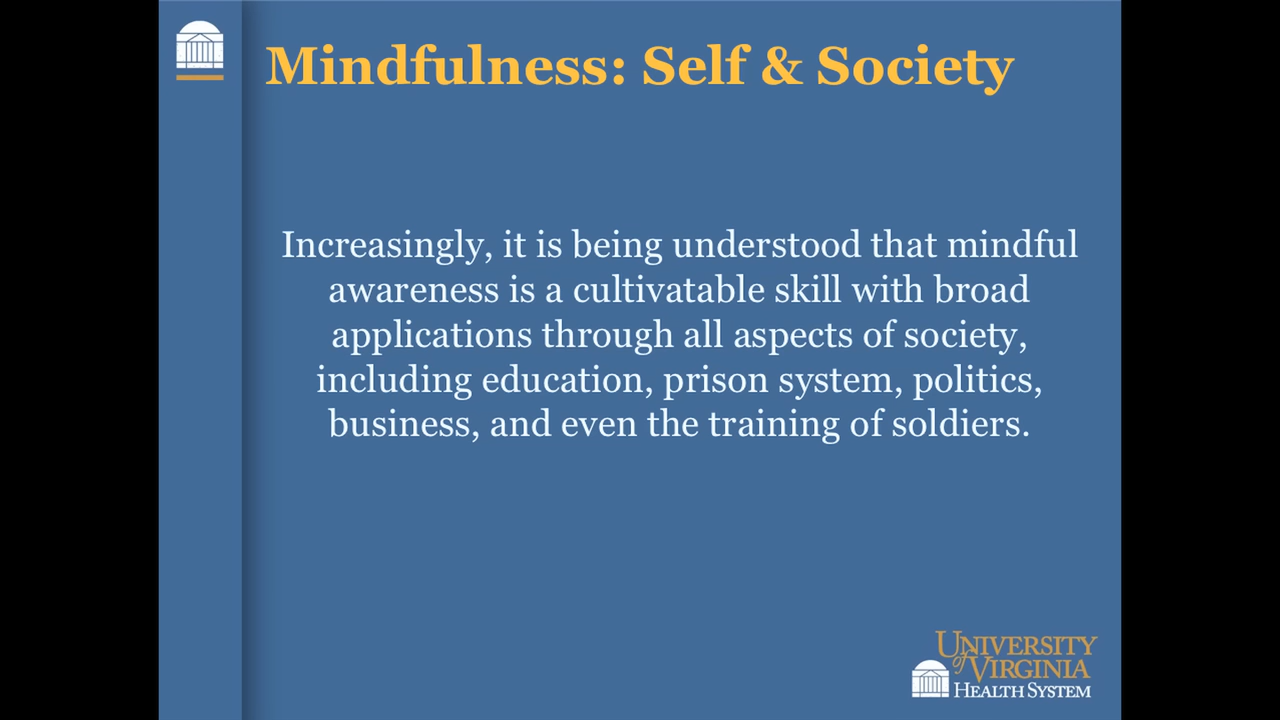 Mindfulness: Self & Society
Increasingly, it is being understood that mindful
awareness is a cultivatable skill with broad
applications through all aspects of society,
including education, prison system, politics,
business, and even the training of soldiers.
UNIVERSITY
of VIRGINIA
HEALTH SYSTEM